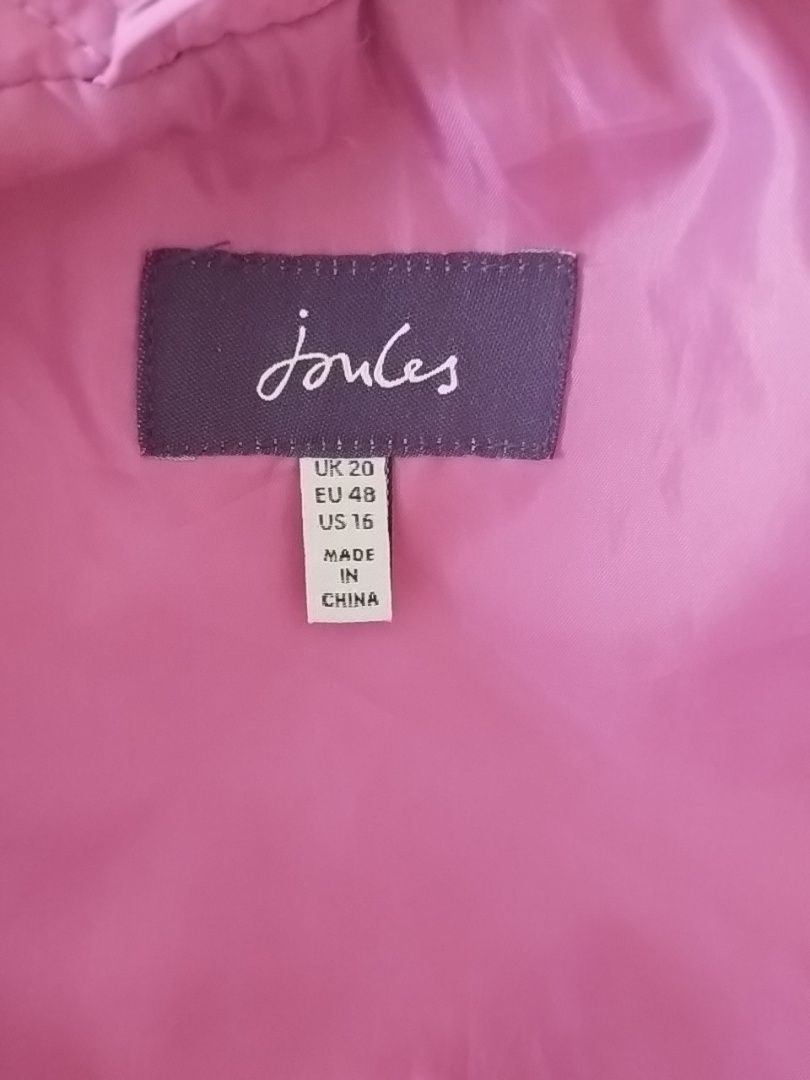 joules
UK 20
EU 48
US 16
MADE
IN
CHINA